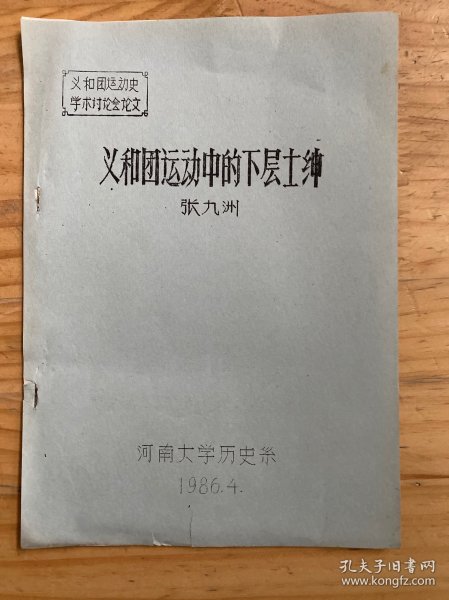 义和团运动史
学术讨论会论文
义和团运动中的下层士绅
张九洲
河南大学历史系
1986.4.
孔夫子旧书网
www.kongfz.com